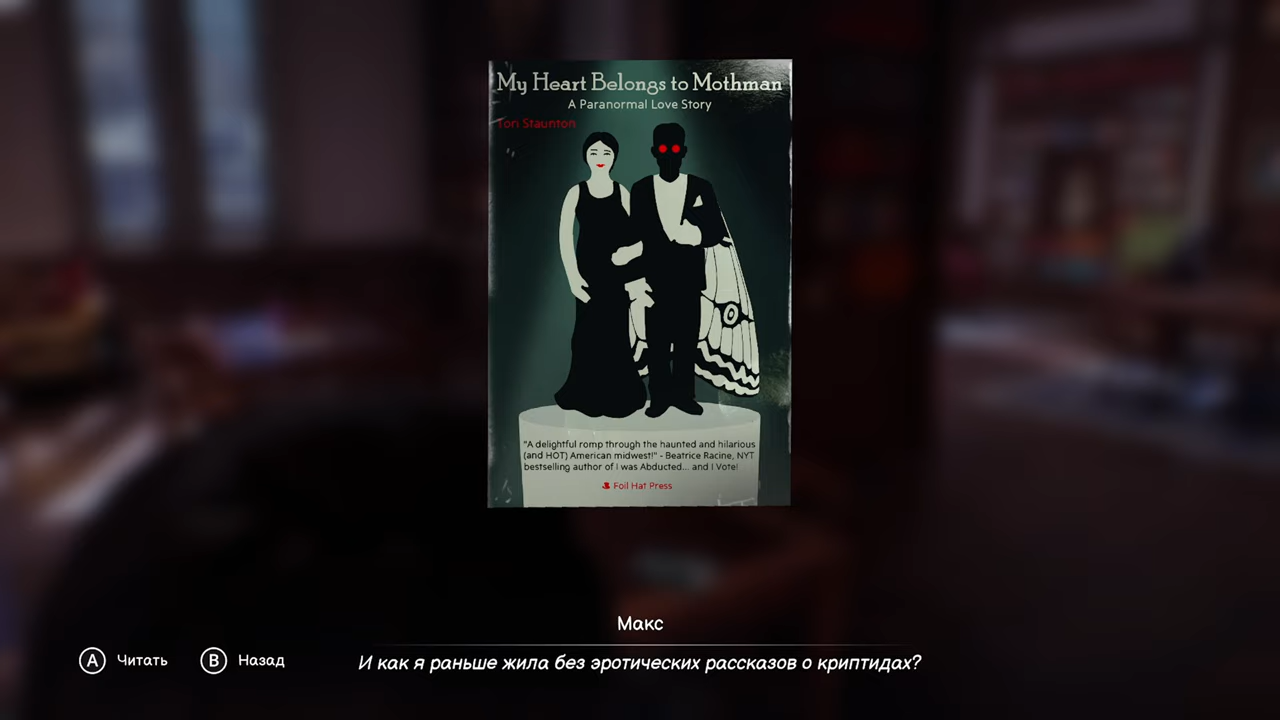 My Heart Belongs to Mothman
A Paranormal Love Story
Tori Staunton
"A delightful romp through the haunted and hilarious
(and HOT) American midwest!" - Beatrice Racine, NYT
bestselling author of I was Abducted... and I Vote!
Foil Hat Press
Макс
A Читать
B Назад
И как я раньше жила без эротических рассказов о криптидах?